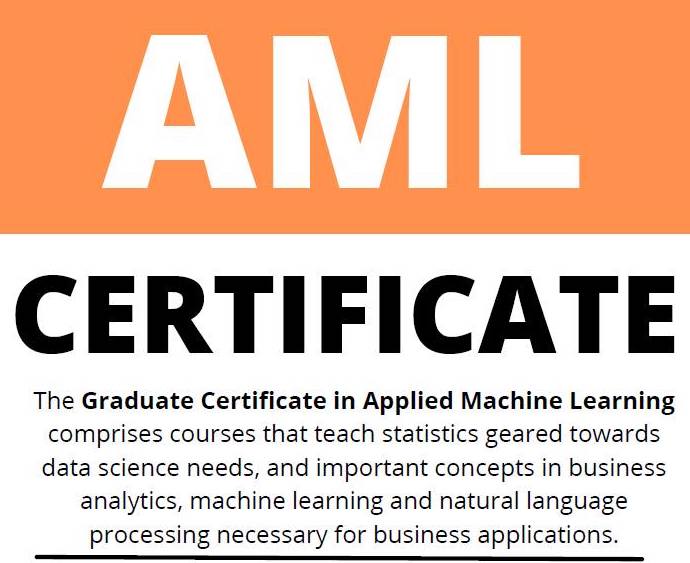 AML
CERTIFICATE
The Graduate Certificate in Applied Machine Learning
comprises courses that teach statistics geared towards
data science needs, and important concepts in business
analytics, machine learning and natural language
processing necessary for business applications.